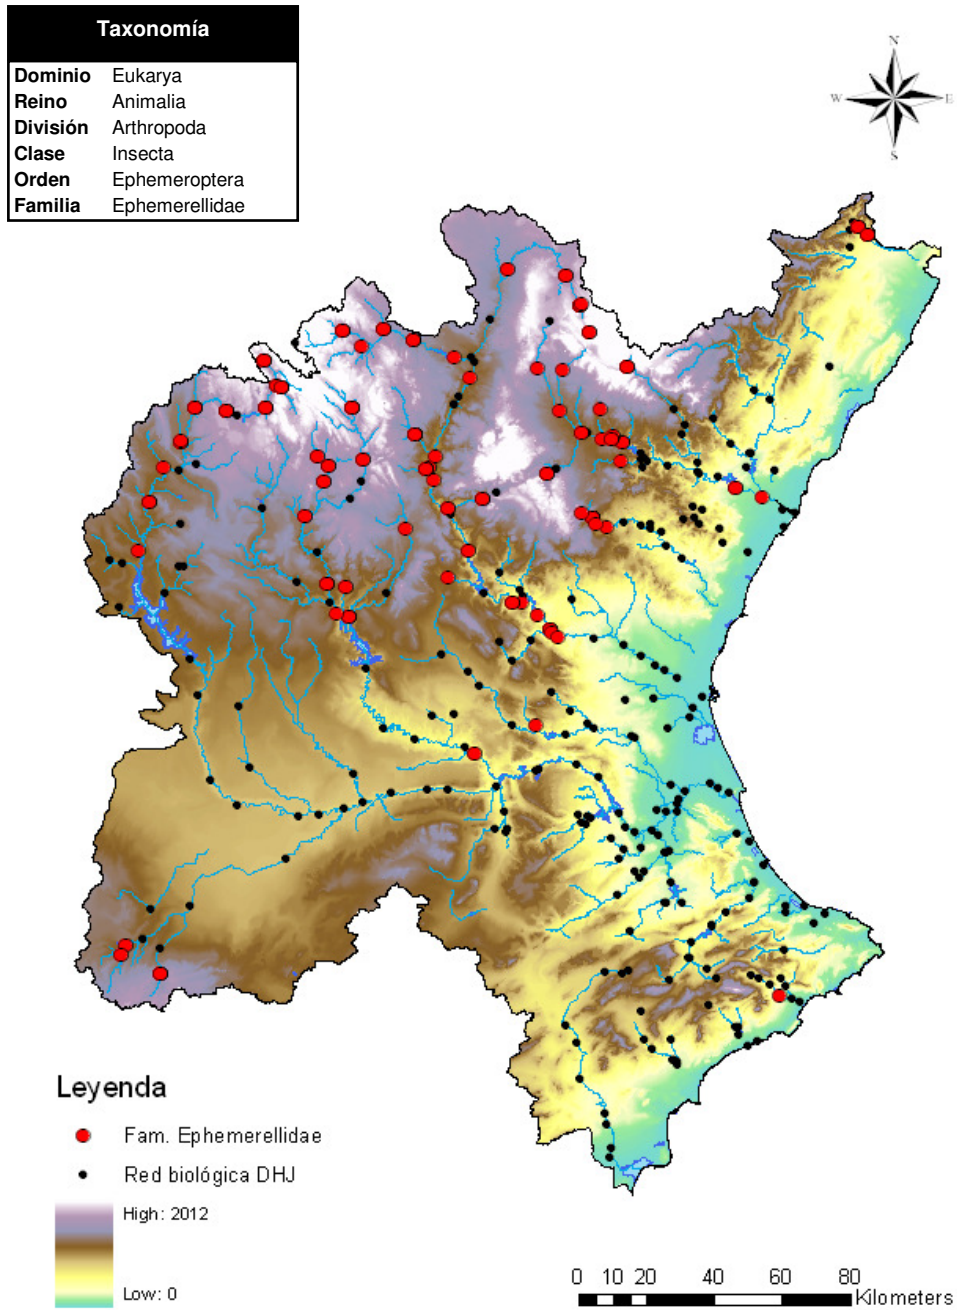 Taxonomía
Dominio Eukarya
Reino Animalia
División Arthropoda
Clase Insecta
Orden Ephemeroptera
Familia Ephemerellidae
N
W E
S
Leyenda
Fam. Ephemerellidae
Red biológica DHJ
High: 2012
Low: 0
0 10 20 40 60 80
Kilometers